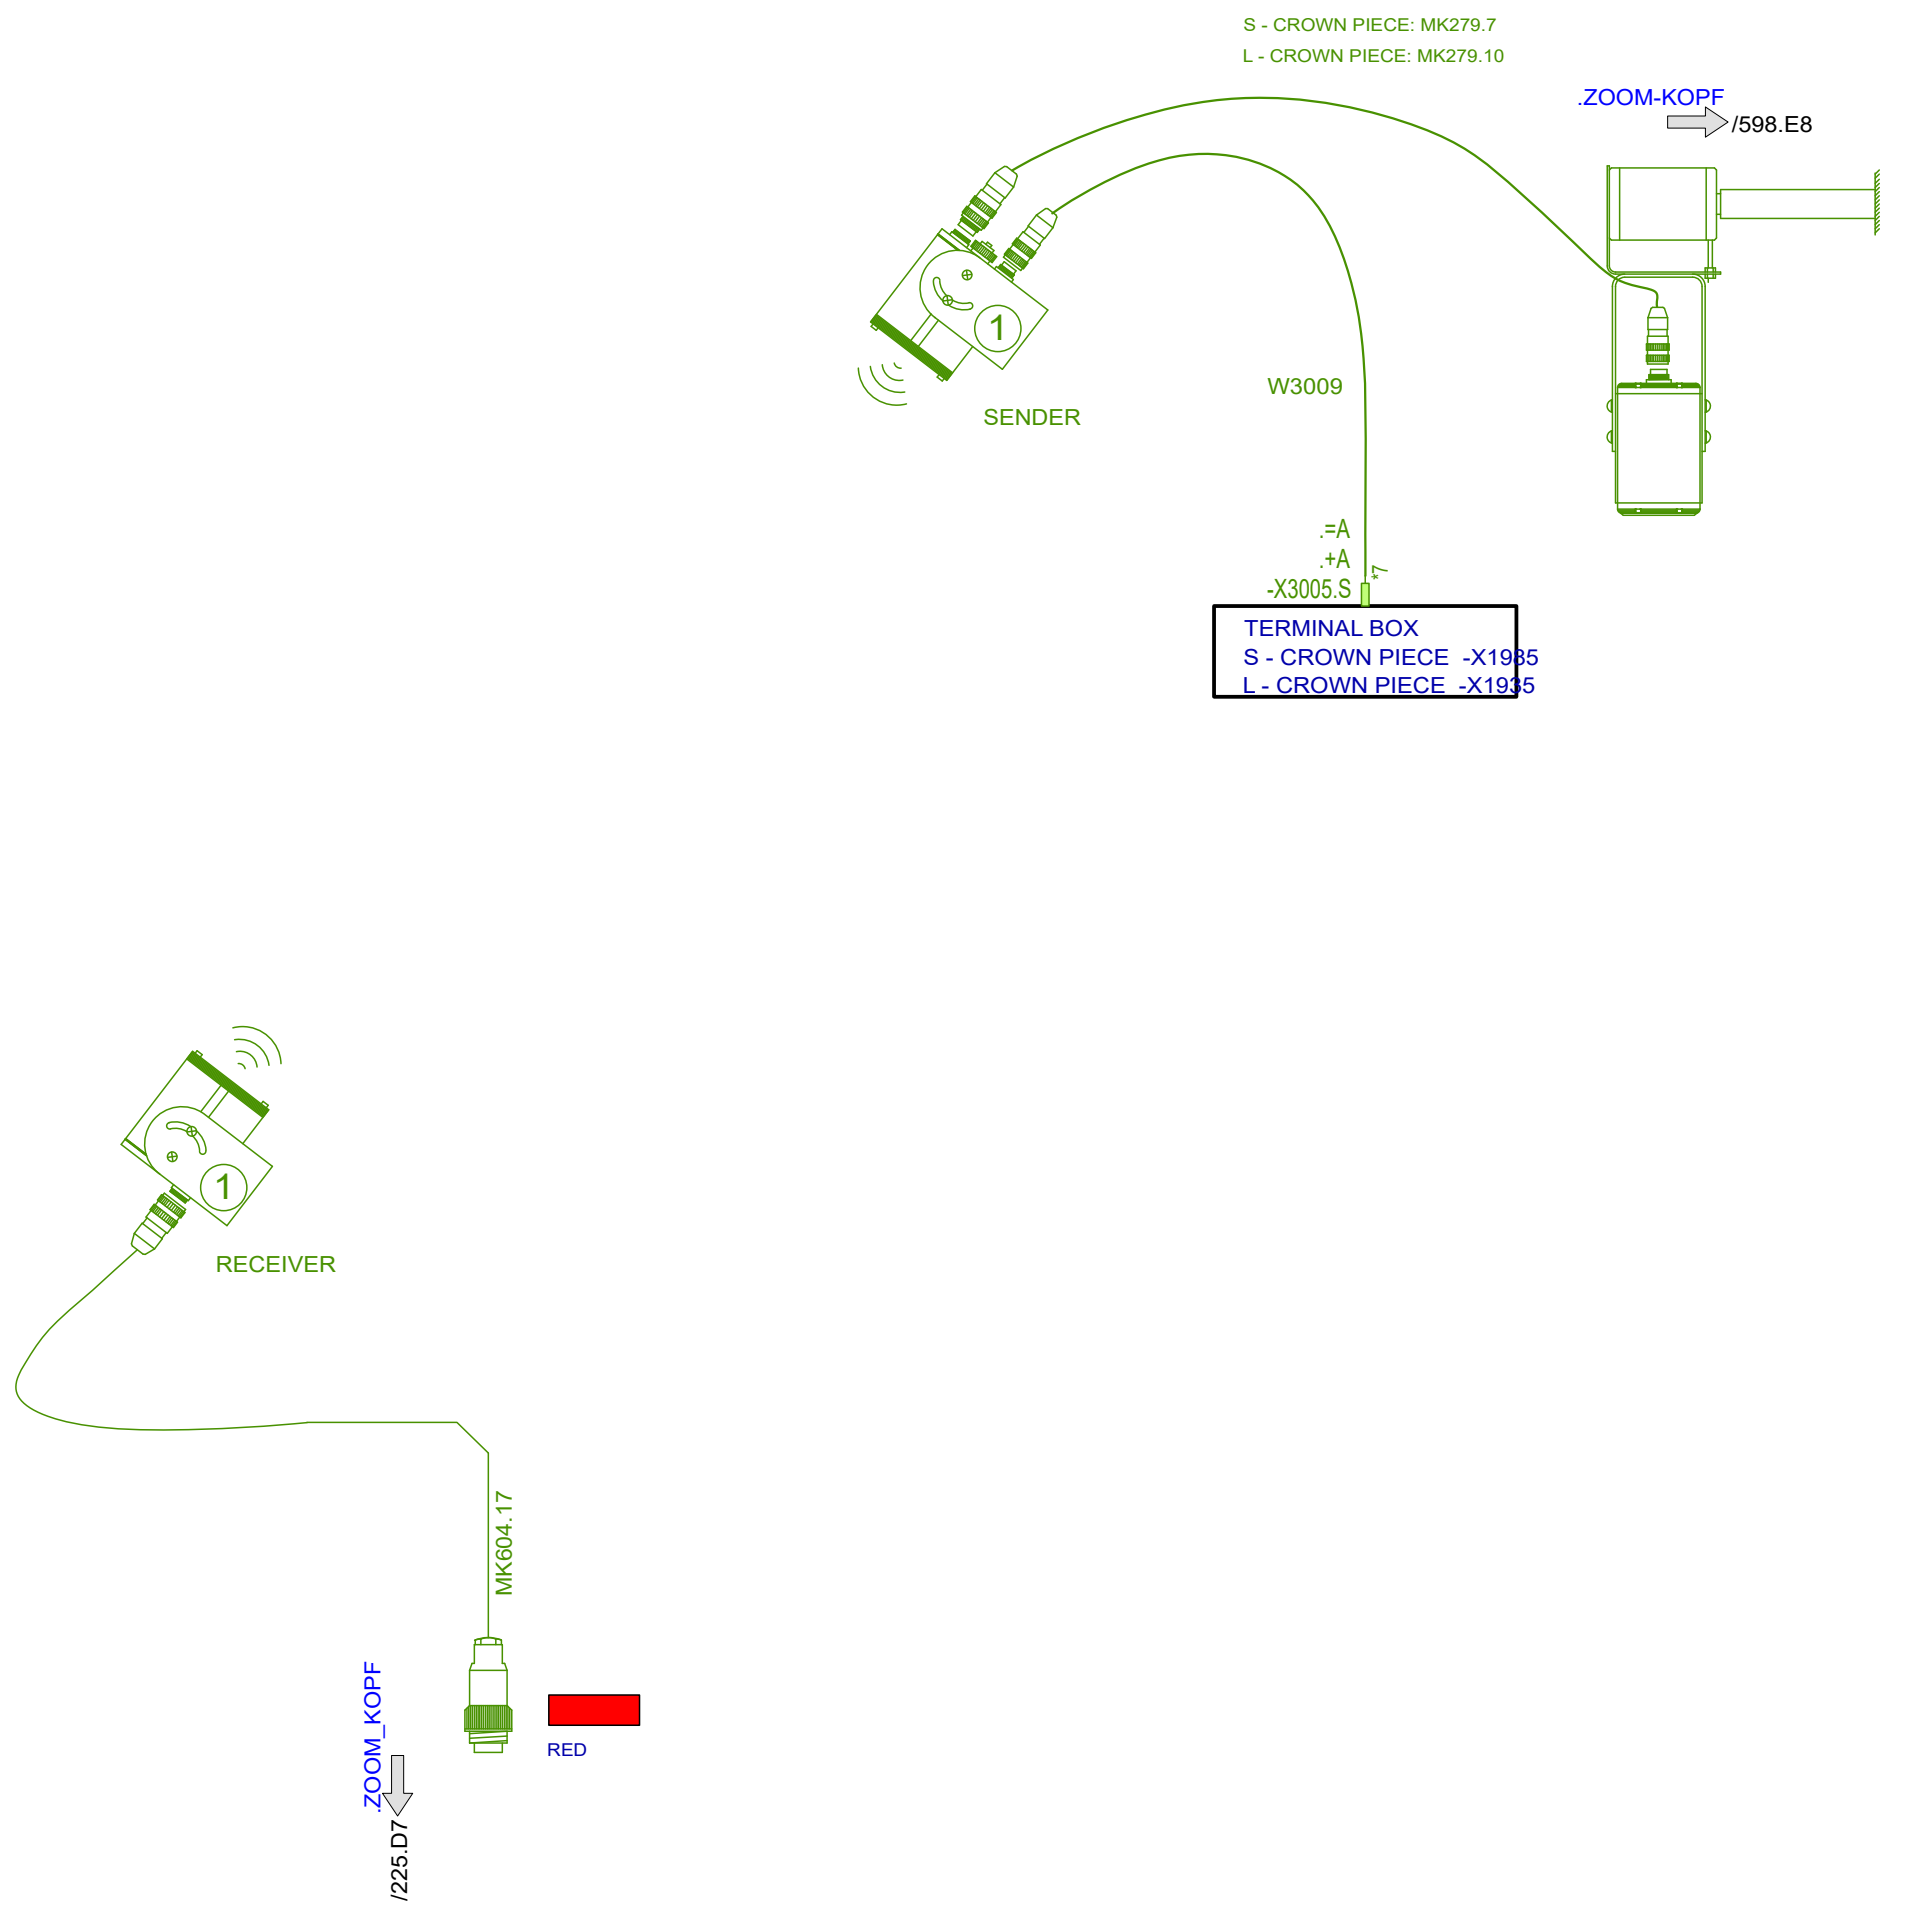 S - CROWN PIECE: MK279.7
L - CROWN PIECE: MK279.10
.ZOOM-KOPF
/598.E8
1
SENDER
W3009
.=A
.+A
-X3005.S
*7
TERMINAL BOX
S - CROWN PIECE -X1985
L - CROWN PIECE -X1935
1
RECEIVER
MK604.17
.ZOOM_KOPF
/225.D7
RED